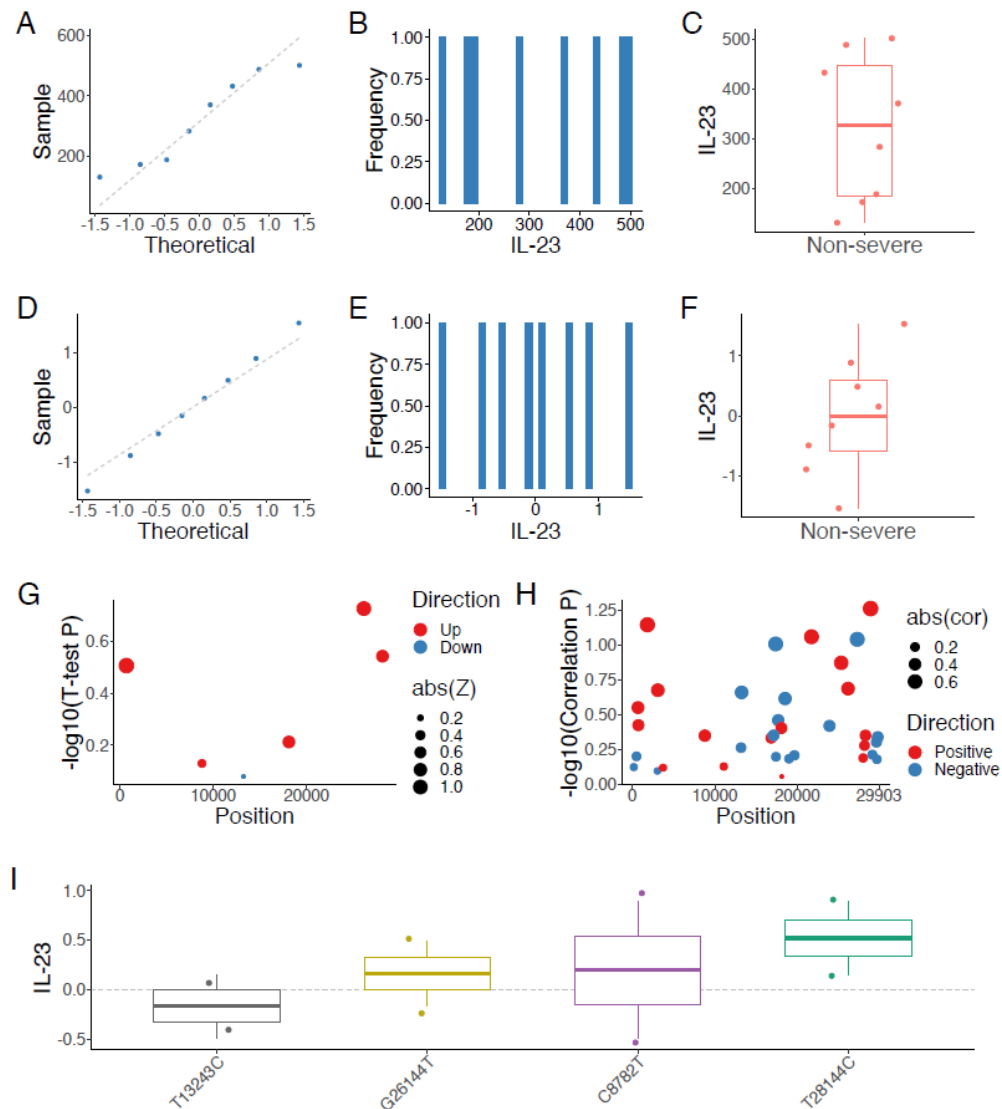 A
Sample
600
400
200
-1.5 -1.0 -0.5 0.0 0.5 1.0 1.5
Theoretical
B
Frequency
1.00
0.75
0.50
0.25
0.00
200 300 400 500
IL-23
C
IL-23
500
400
300
200
Non-severe
D
Sample
1
0
-1
-1.5 -1.0 -0.5 0.0 0.5 1.0 1.5
Theoretical
E
Frequency
1.00
0.75
0.50
0.25
0.00
-1 0 1
IL-23
F
IL-23
1
0
-1
Non-severe
G
-log10(T-test P)
0.6
0.4
0.2
0 10000 20000
Position
Direction
Up
Down
abs(Z)
0.2
0.4
0.6
0.8
1.0
H
-log10(Correlation P)
1.25
1.00
0.75
0.50
0.25
0.00
0 10000 20000 29903
Position
abs(cor)
0.2
0.4
0.6
Direction
Positive
Negative
I
IL-23
1.0
0.5
0.0
-0.5
T13243C
G26144T
C8782T
T28144C